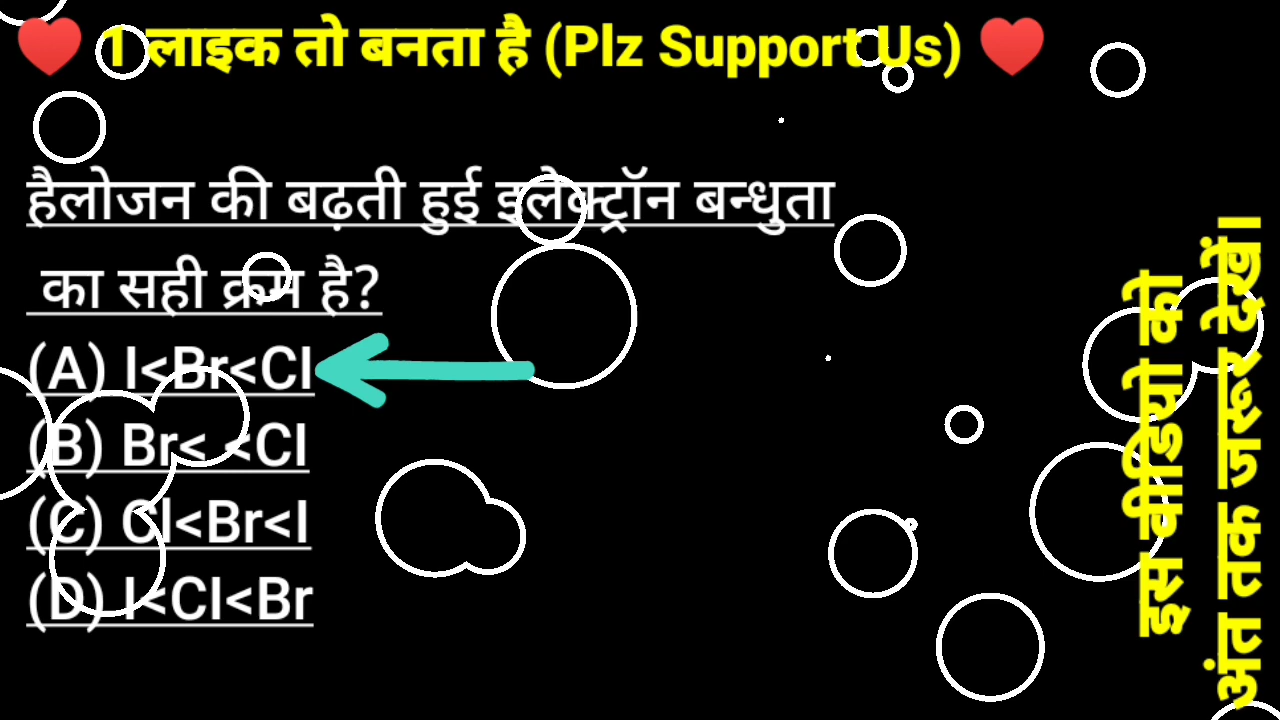 ❤️ 1 लाइक तो बनता है (Plz Support Us) ❤️
हैलोजन की बढ़ती हुई इलेक्ट्रॉन बन्धुता
का सही क्रम है?
(A) I<Br<Cl
(B) Br< <Cl
(C) Cl<Br<I
(D) I<Cl<Br
इस वीडियो को
अंत तक जरूर देखें।